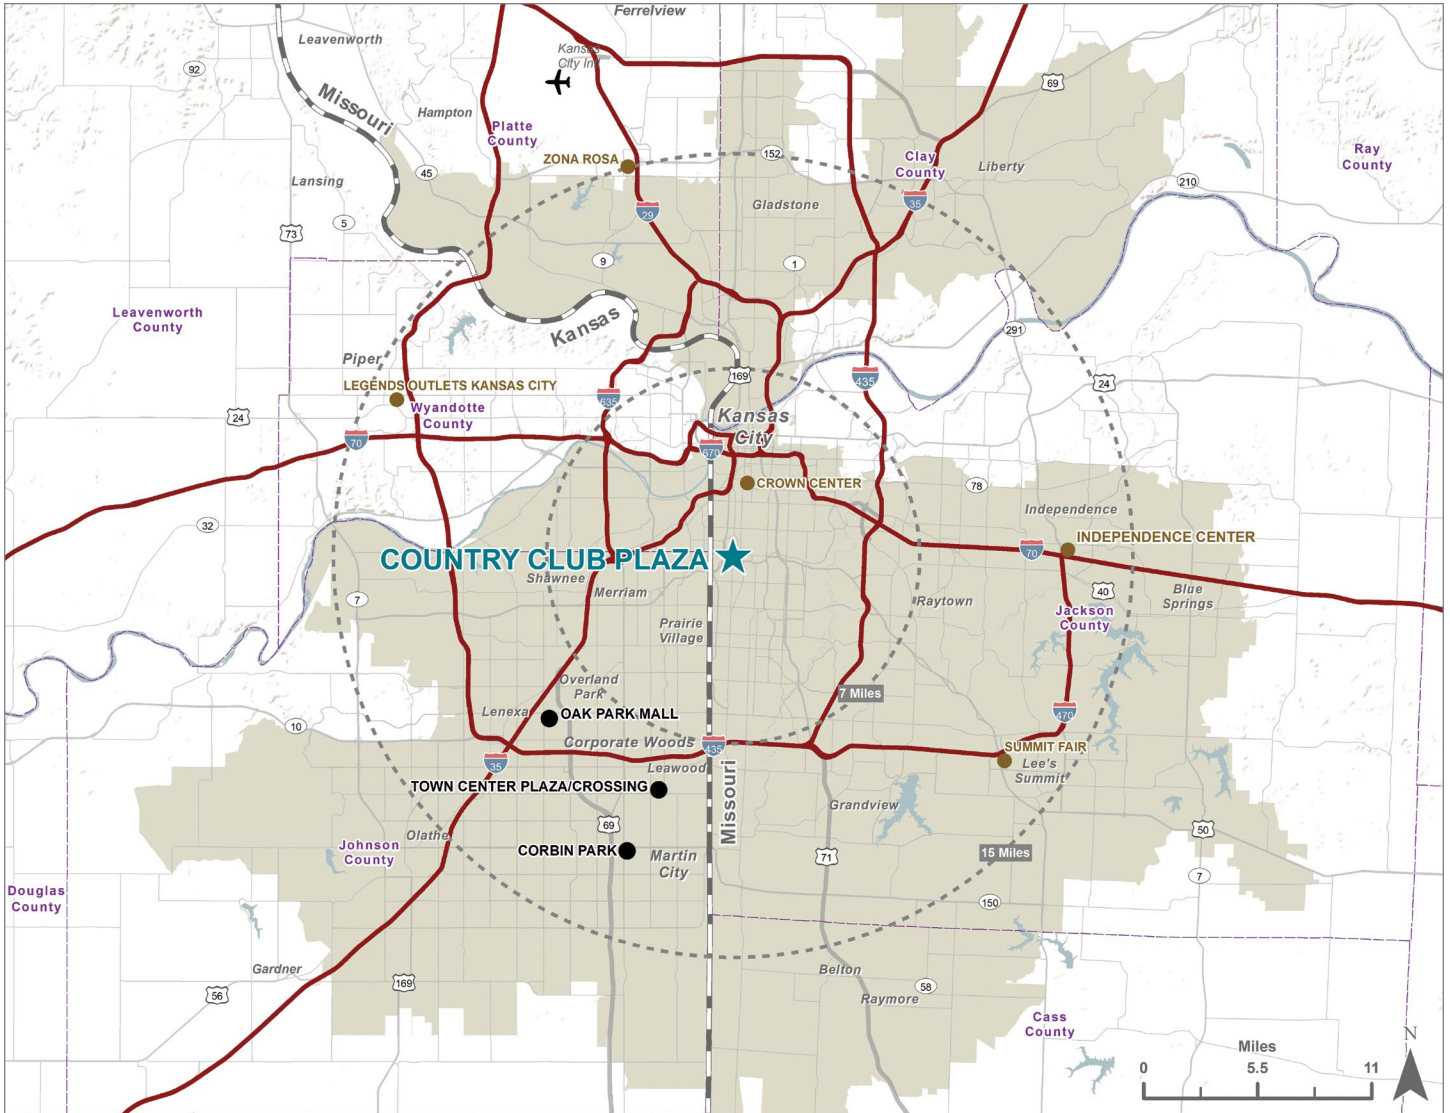 Ferrelview
Leavenworth
Kansas
City Int
92
69
Missouri
Hampton
Platte
County
ZONA ROSA
152
Clay
County
Liberty
Ray
County
45
Lansing
210
35
Gladstone
29
5
73
9
1
Leavenworth
County
Kansas
291
Piper
169
435
24
LEGENDS OUTLETS KANSAS CITY
635
Wyandotte
County
Kansas
City
24
70
670
CROWN CENTER
78
Independence
32
INDEPENDENCE CENTER
70
COUNTRY CLUB PLAZA
Shawnee
Merriam
7
Raytown
40
Blue
Springs
Jackson
County
Prairie
Village
Overland
Park
7 Miles
Lenexa
OAK PARK MALL
470
10
Corporate Woods
435
SUMMIT FAIR
35
Leawood
Lee's
Summit
TOWN CENTER PLAZA/CROSSING
Missouri
Grandview
69
50
Olathe
Johnson
County
CORBIN PARK
Martin
City
71
15 Miles
7
Douglas
County
150
Gardner
169
Belton
58
56
Raymore
Cass
County
N
Miles
0
5.5
11